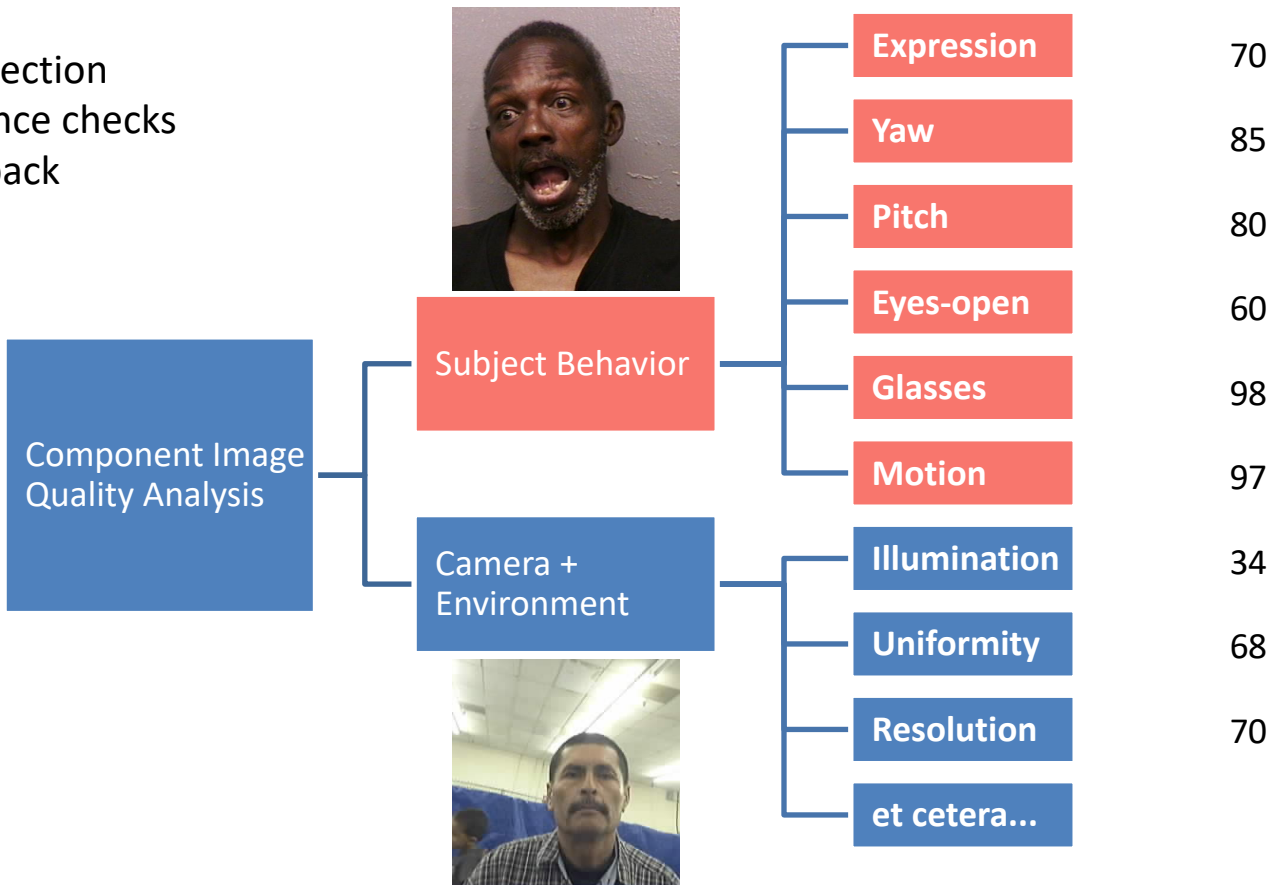 ection
nce checks
back
Component Image
Quality Analysis
Subject Behavior
Camera +
Environment
Expression 70
Yaw 85
Pitch 80
Eyes-open 60
Glasses 98
Motion 97
Illumination 34
Uniformity 68
Resolution 70
et cetera...